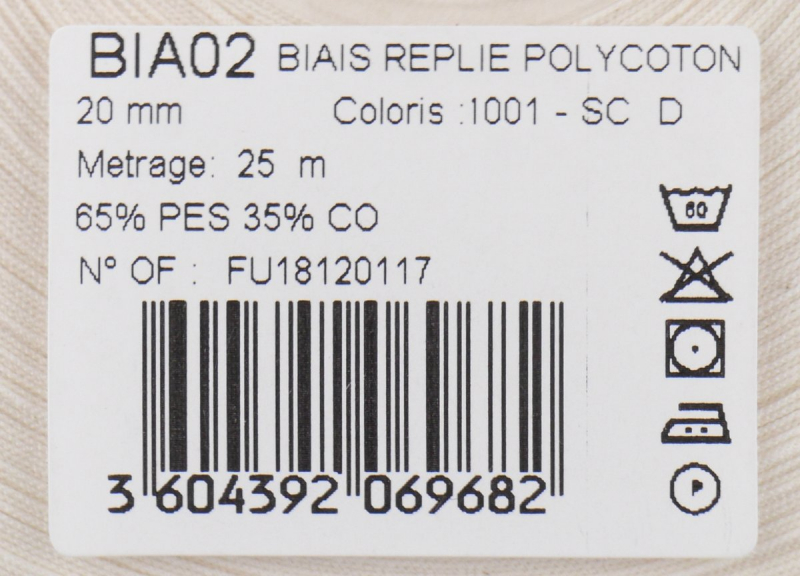 BIA02 BIAIS REPLIE POLYCOTON
20 mm Coloris :1001 - SC D
Metrage: 25 m
65% PES 35% CO
N° OF : FU18120117
60
P
3 604392 069682